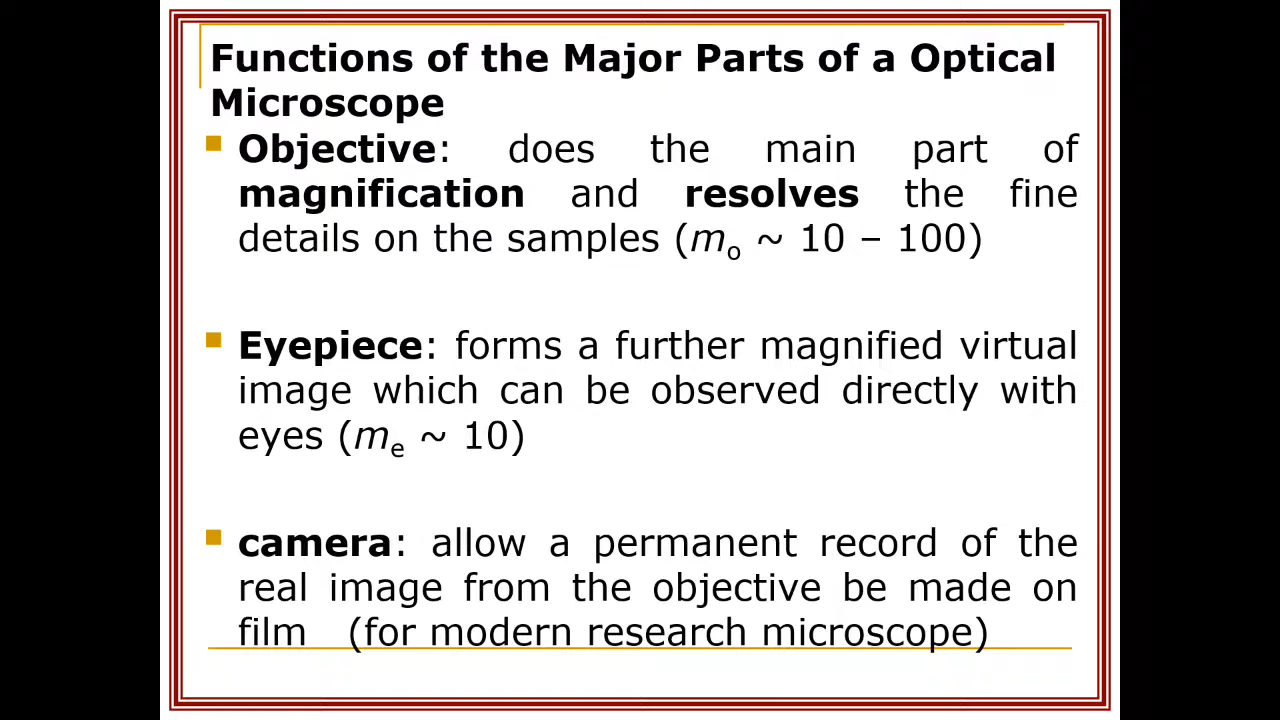 Functions of the Major Parts of a Optical
Microscope
Objective: does the main part of
magnification and resolves the fine
details on the samples (mo ~ 10 – 100)
Eyepiece: forms a further magnified virtual
image which can be observed directly with
eyes (me ~ 10)
camera: allow a permanent record of the
real image from the objective be made on
film (for modern research microscope)